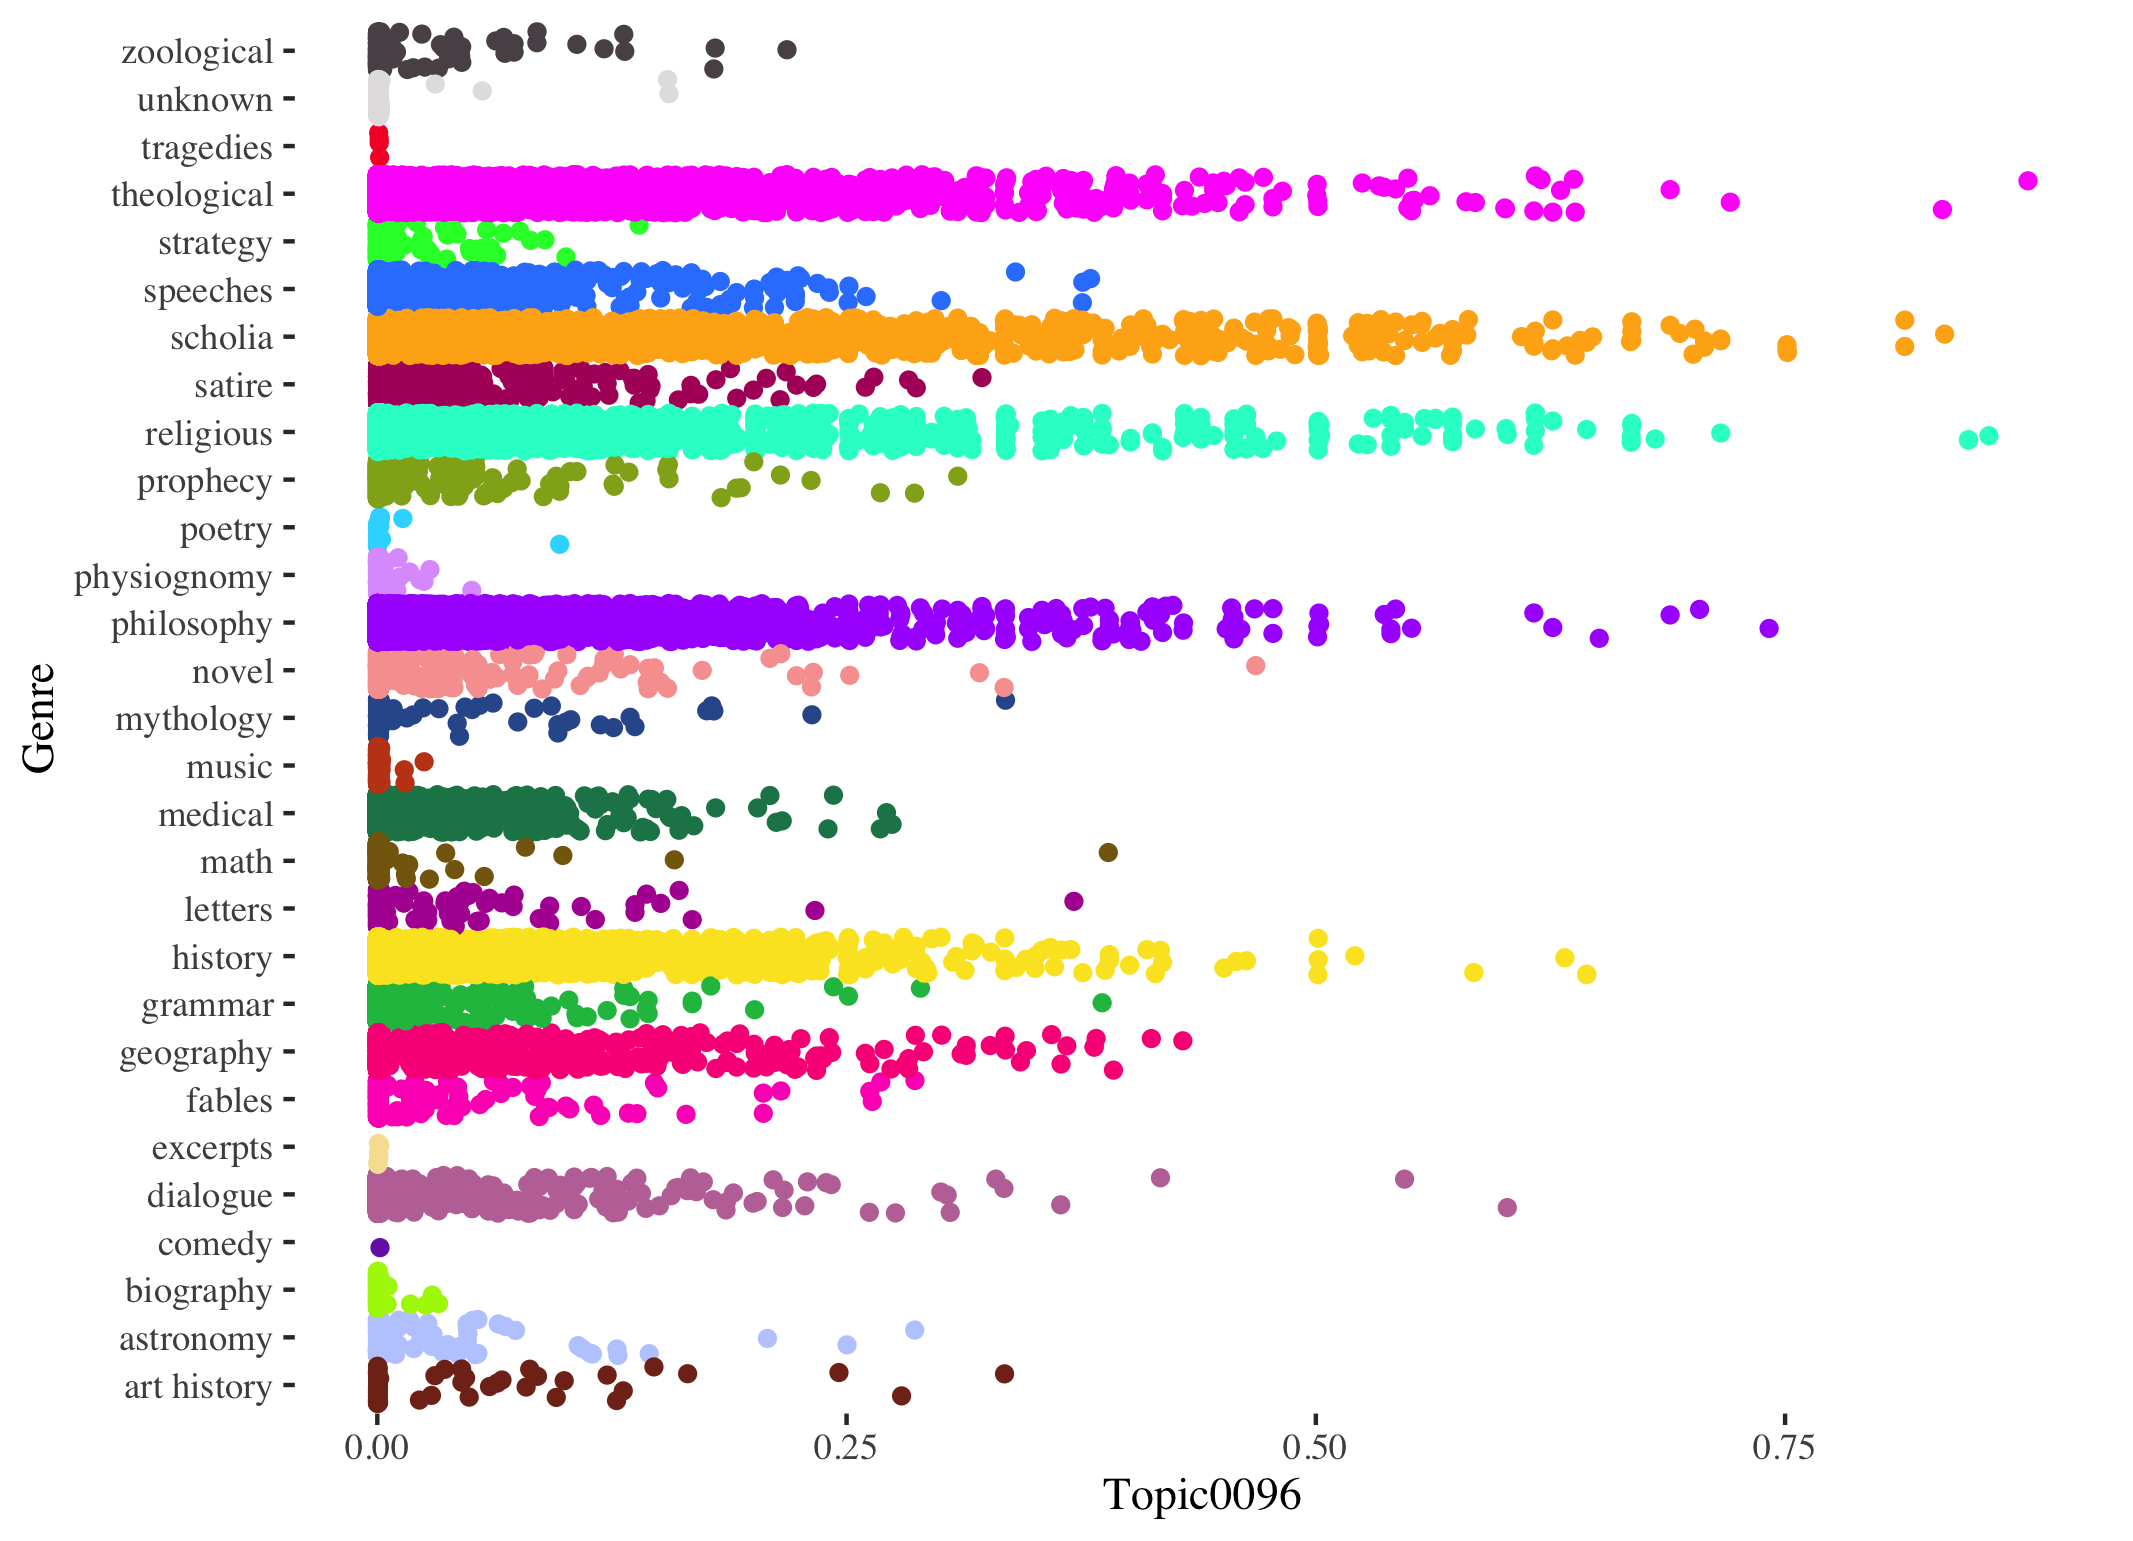 zoological
unknown
tragedies
theological
strategy
speeches
scholia
satire
religious
prophecy
poetry
physiognomy
philosophy
novel
mythology
music
medical
math
letters
history
grammar
geography
fables
excerpts
dialogue
comedy
biography
astronomy
art history
Genre
0.00 0.25 0.50 0.75
Topic0096